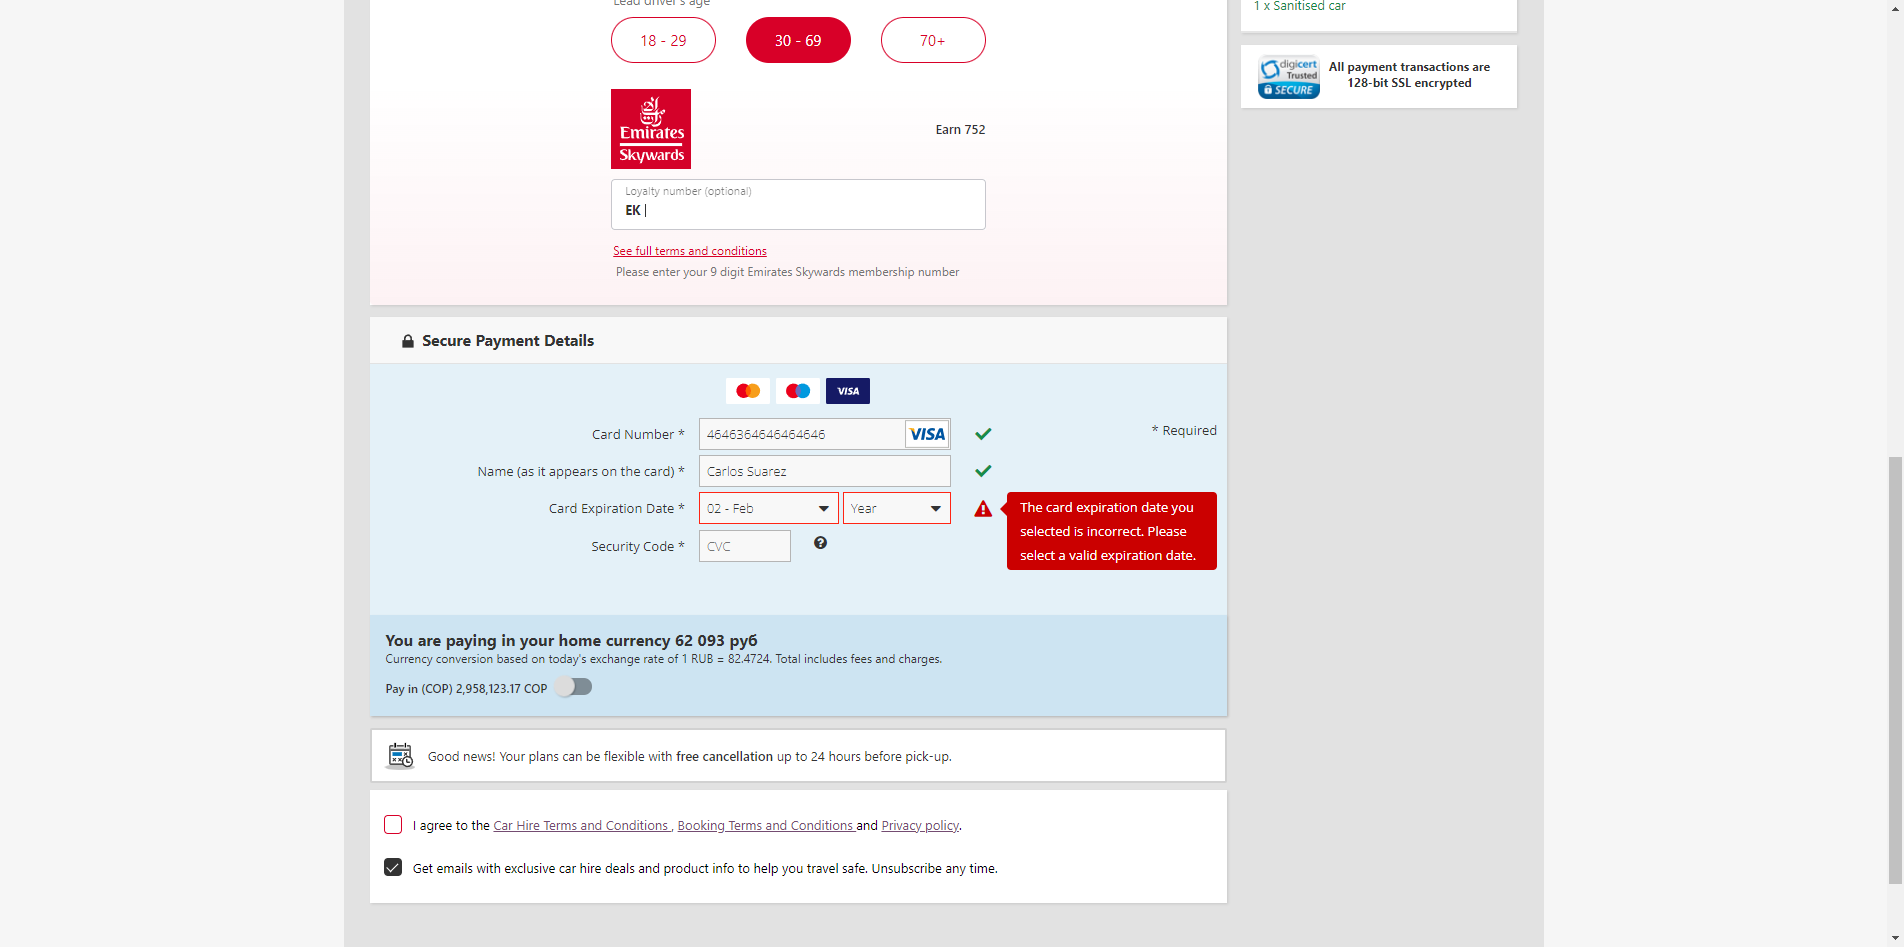 Lead driver's age
18 - 29
30 - 69
70+
Emirates
Skywards
Earn 752
Loyalty number (optional)
EK
See full terms and conditions
Please enter your 9 digit Emirates Skywards membership number
1 x Sanitised car
digicert
Trusted
SECURE
All payment transactions are
128-bit SSL encrypted
Secure Payment Details
VISA
Card Number *
4646364646464646
VISA
* Required
Name (as it appears on the card) *
Carlos Suarez
Card Expiration Date *
02 - Feb
Year
The card expiration date you
selected is incorrect. Please
select a valid expiration date.
Security Code *
CVC
?
You are paying in your home currency 62 093 руб
Currency conversion based on today's exchange rate of 1 RUB = 82.4724. Total includes fees and charges.
Pay in (COP) 2,958,123.17 COP
Good news! Your plans can be flexible with free cancellation up to 24 hours before pick-up.
I agree to the Car Hire Terms and Conditions , Booking Terms and Conditions and Privacy policy.
Get emails with exclusive car hire deals and product info to help you travel safe. Unsubscribe any time.